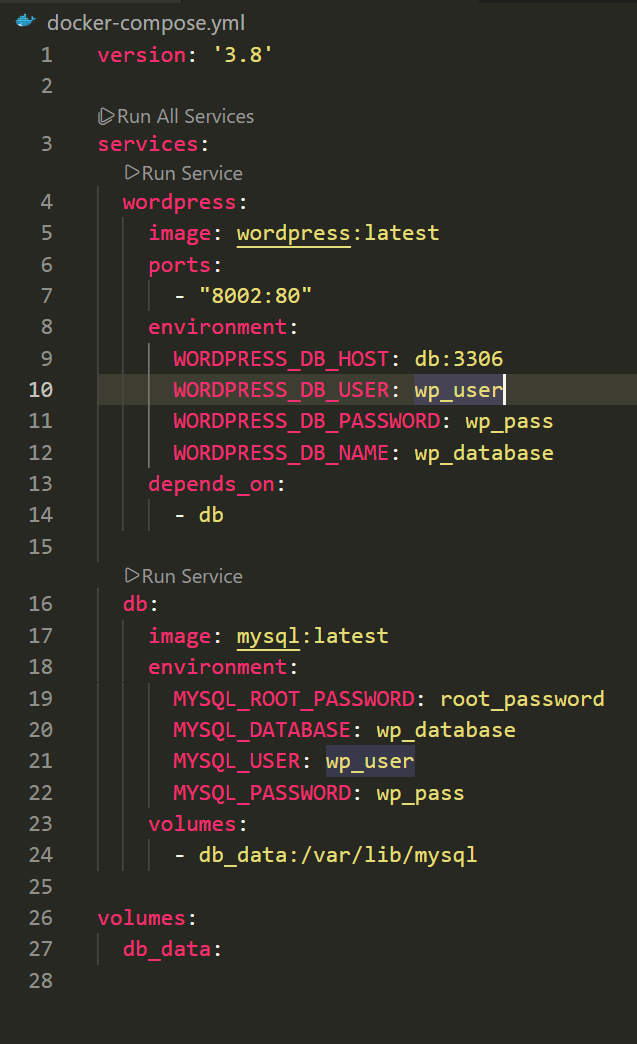 docker-compose.yml
1 version: '3.8'
2
Run All Services
3 services:
Run Service
4 wordpress:
5 image: wordpress:latest
6 ports:
7 - "8002:80"
8 environment:
9 WORDPRESS_DB_HOST: db:3306
10 WORDPRESS_DB_USER: wp_user
11 WORDPRESS_DB_PASSWORD: wp_pass
12 WORDPRESS_DB_NAME: wp_database
13 depends_on:
14 - db
15
Run Service
16 db:
17 image: mysql:latest
18 environment:
19 MYSQL_ROOT_PASSWORD: root_password
20 MYSQL_DATABASE: wp_database
21 MYSQL_USER: wp_user
22 MYSQL_PASSWORD: wp_pass
23 volumes:
24 - db_data:/var/lib/mysql
25
26 volumes:
27 db_data:
28